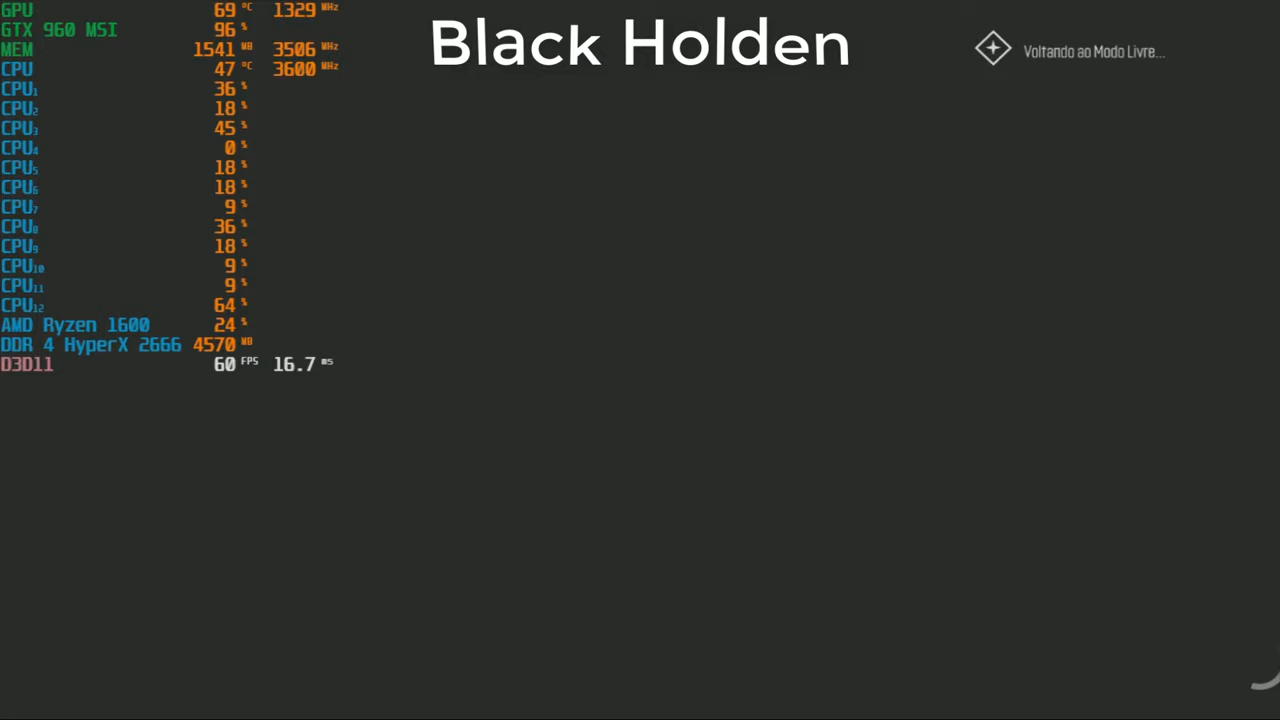 GPU 69 °C 1329 MHz
GTX 960 MSI 96 %
MEM 1541 MB 3506 MHz
CPU 47 °C 3600 MHz
CPU1 36 %
CPU2 18 %
CPU3 45 %
CPU4 0 %
CPU5 18 %
CPU6 18 %
CPU7 9 %
CPU8 36 %
CPU9 18 %
CPU10 9 %
CPU11 9 %
CPU12 64 %
AMD Ryzen 1600 24 %
DDR 4 HyperX 2666 4570 MB
D3D11 60 FPS 16.7 ms
Black Holden
Voltando ao Modo Livre...